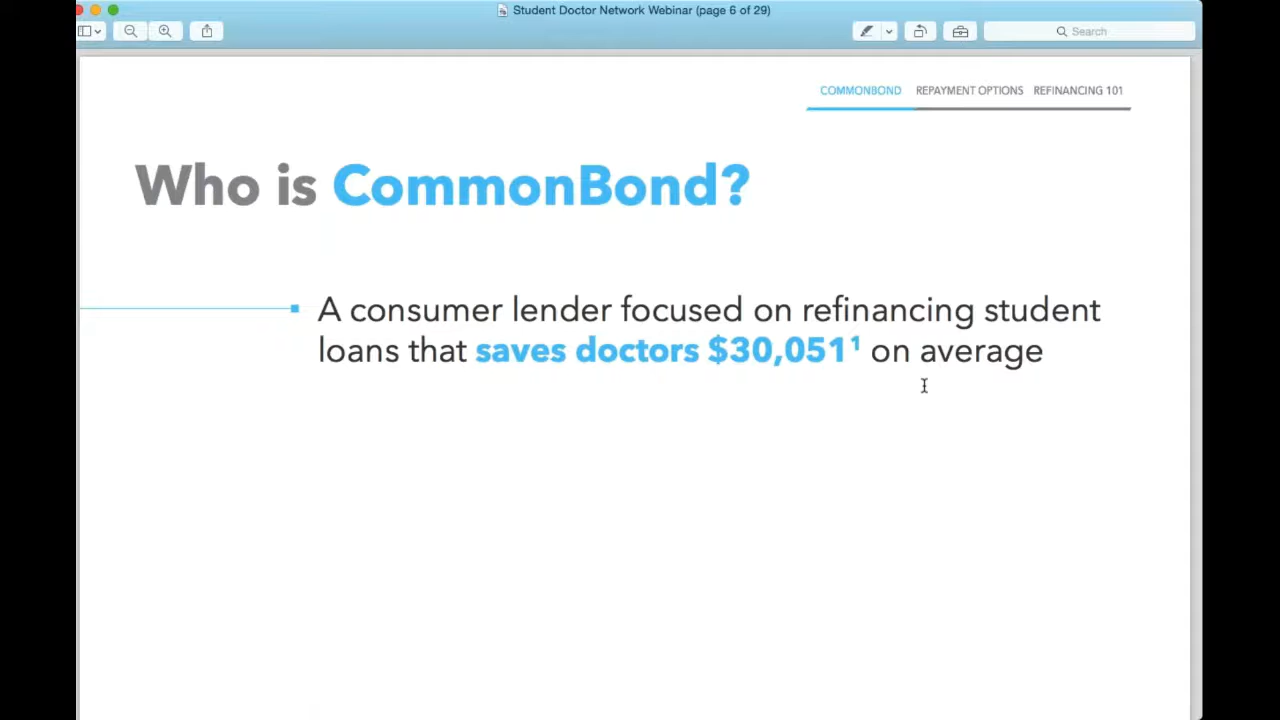 Student Doctor Network Webinar (page 6 of 29)
Search
COMMONBOND REPAYMENT OPTIONS REFINANCING 101
Who is CommonBond?
A consumer lender focused on refinancing student
loans that saves doctors $30,051¹ on average